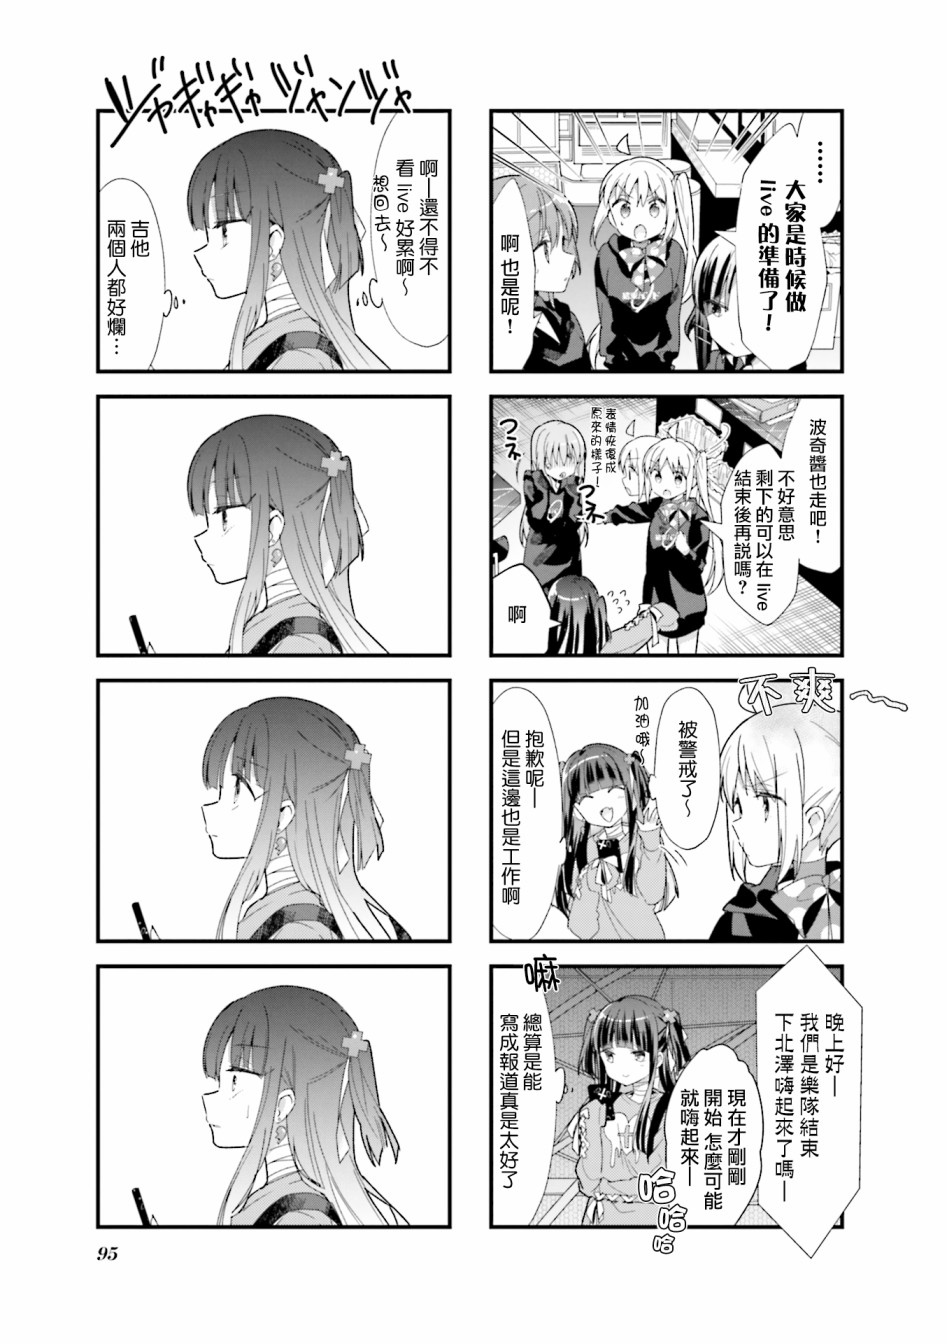 ……
大家是時候做
live的準備了！
啊 也是呢！
波奇醬也走吧！
不好意思
剩下的可以在live
結束後再說嗎？
表情恢復成
原來的樣子！
つネ
つネ
啊
不爽～
被警戒了～
加油哦～
抱歉呢—
但是這邊也是工作啊
晚上好—
我們是樂隊結束
下北澤嗨起來了嗎—
現在才剛剛
開始 怎麼可能
就嗨起來—
哈
哈
哈
嘛
總算是能
寫成報道真是太好了
ジャギャギャ ヅャンヅャ
啊—還不得不
看live好累啊～
想回去～
吉他
兩個人都好爛…
95